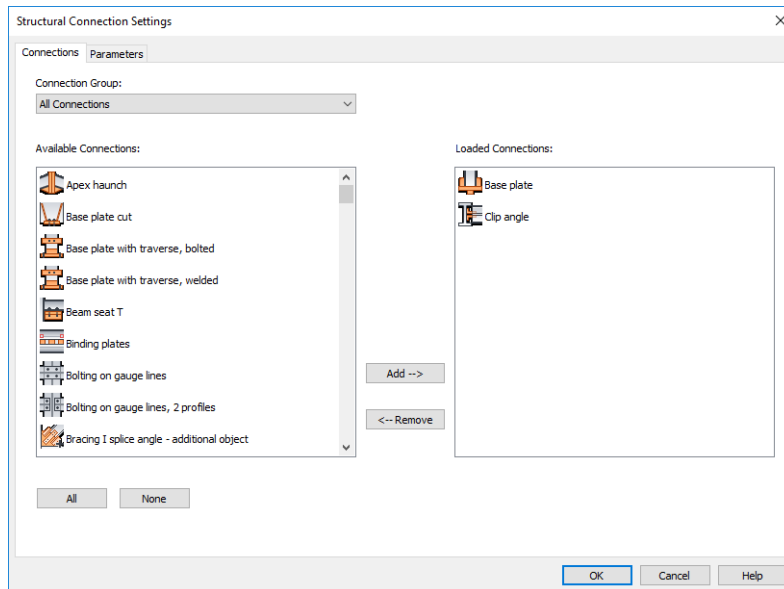 Structural Connection Settings
Connections
Parameters
Connection Group:
All Connections
Available Connections:
Apex haunch
Base plate cut
Base plate with traverse, bolted
Base plate with traverse, welded
Beam seat T
Binding plates
Bolting on gauge lines
Bolting on gauge lines, 2 profiles
Bracing I splice angle - additional object
Add -->
<-- Remove
Loaded Connections:
Base plate
Clip angle
All
None
OK
Cancel
Help